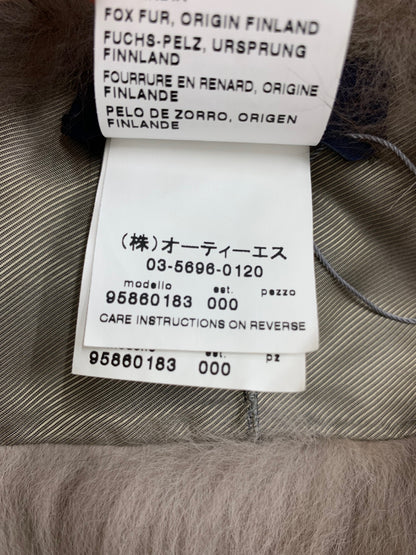 FOX FUR, ORIGIN FINLAND
FUCHS-PELZ, URSPRUNG
FINNLAND
FOURRURE EN RENARD, ORIGINE
FINLANDE
PELO DE ZORRO, ORIGEN
FINLANDE
(株)オーティーエス
03-5696-0120
modello est. pezzo
95860183 000
CARE INSTRUCTIONS ON REVERSE
est. pz
95860183 000